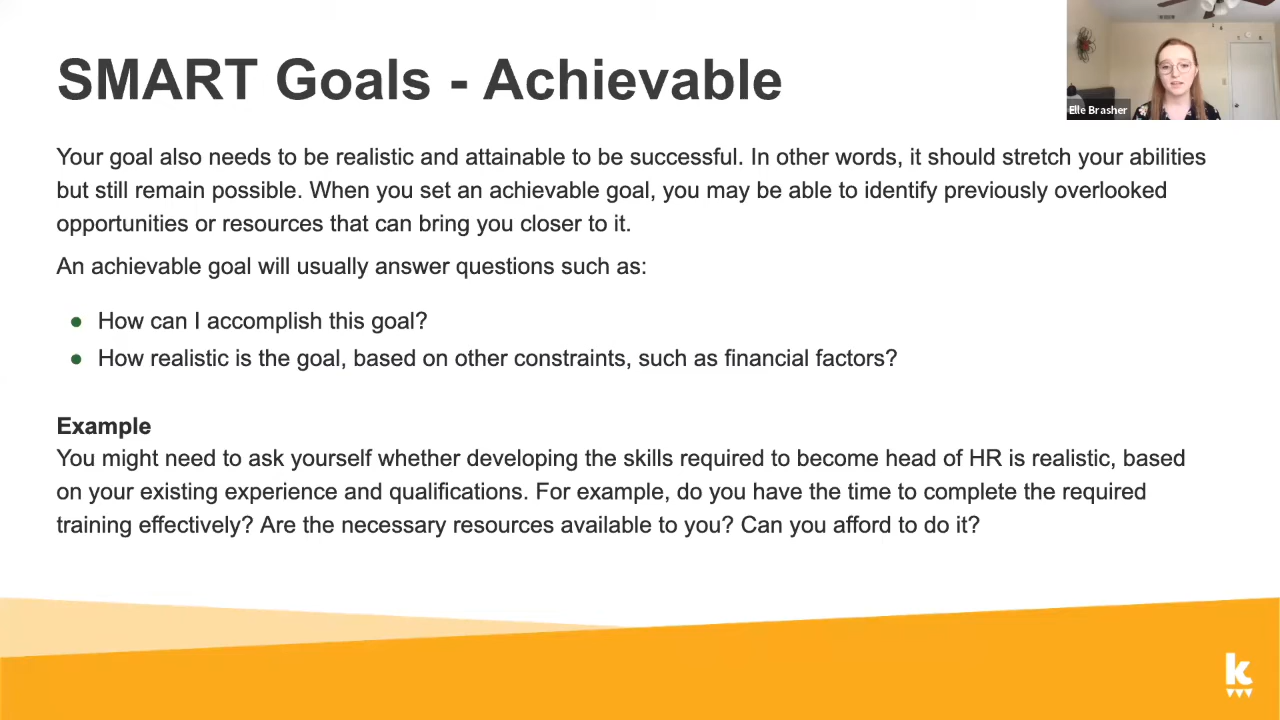 SMART Goals - Achievable
Elle Brasher
Your goal also needs to be realistic and attainable to be successful. In other words, it should stretch your abilities
but still remain possible. When you set an achievable goal, you may be able to identify previously overlooked
opportunities or resources that can bring you closer to it.
An achievable goal will usually answer questions such as:
● How can I accomplish this goal?
● How realistic is the goal, based on other constraints, such as financial factors?
Example
You might need to ask yourself whether developing the skills required to become head of HR is realistic, based
on your existing experience and qualifications. For example, do you have the time to complete the required
training effectively? Are the necessary resources available to you? Can you afford to do it?
k